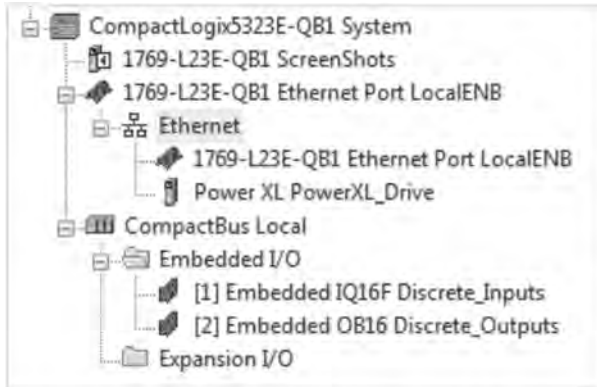 CompactLogix5323E-QB1 System
1769-L23E-QB1 ScreenShots
1769-L23E-QB1 Ethernet Port LocalENB
Ethernet
1769-L23E-QB1 Ethernet Port LocalENB
Power XL PowerXL_Drive
CompactBus Local
Embedded I/O
[1] Embedded IQ16F Discrete_Inputs
[2] Embedded OB16 Discrete_Outputs
Expansion I/O